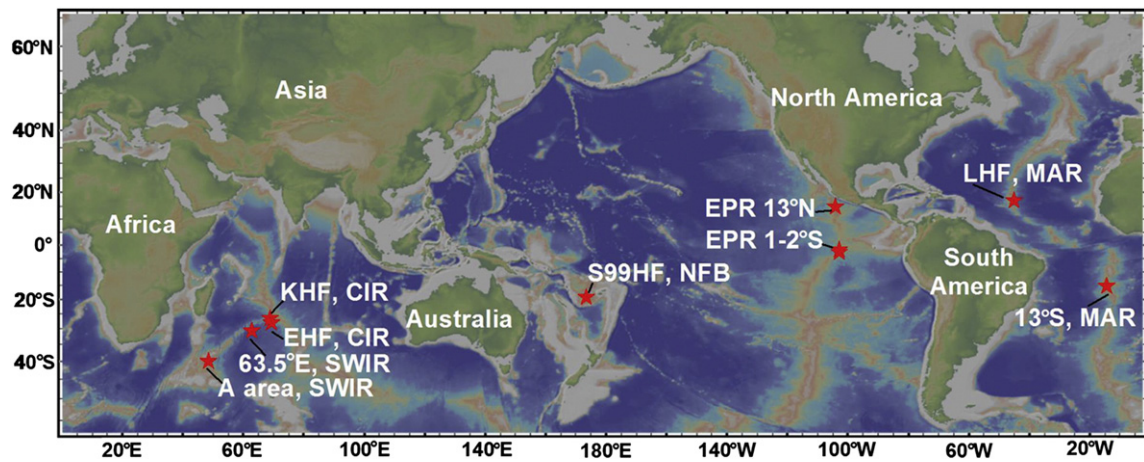 60°N
40°N
20°N
0°
20°S
40°S
Asia
North America
Africa
LHF, MAR
EPR 13°N
EPR 1-2°S
S99HF, NFB
South
America
KHF, CIR
Australia
EHF, CIR
13°S, MAR
63.5°E, SWIR
A area, SWIR
20°E
60°E
100°E
140°E
180°E
140°W
100°W
60°W
20°W